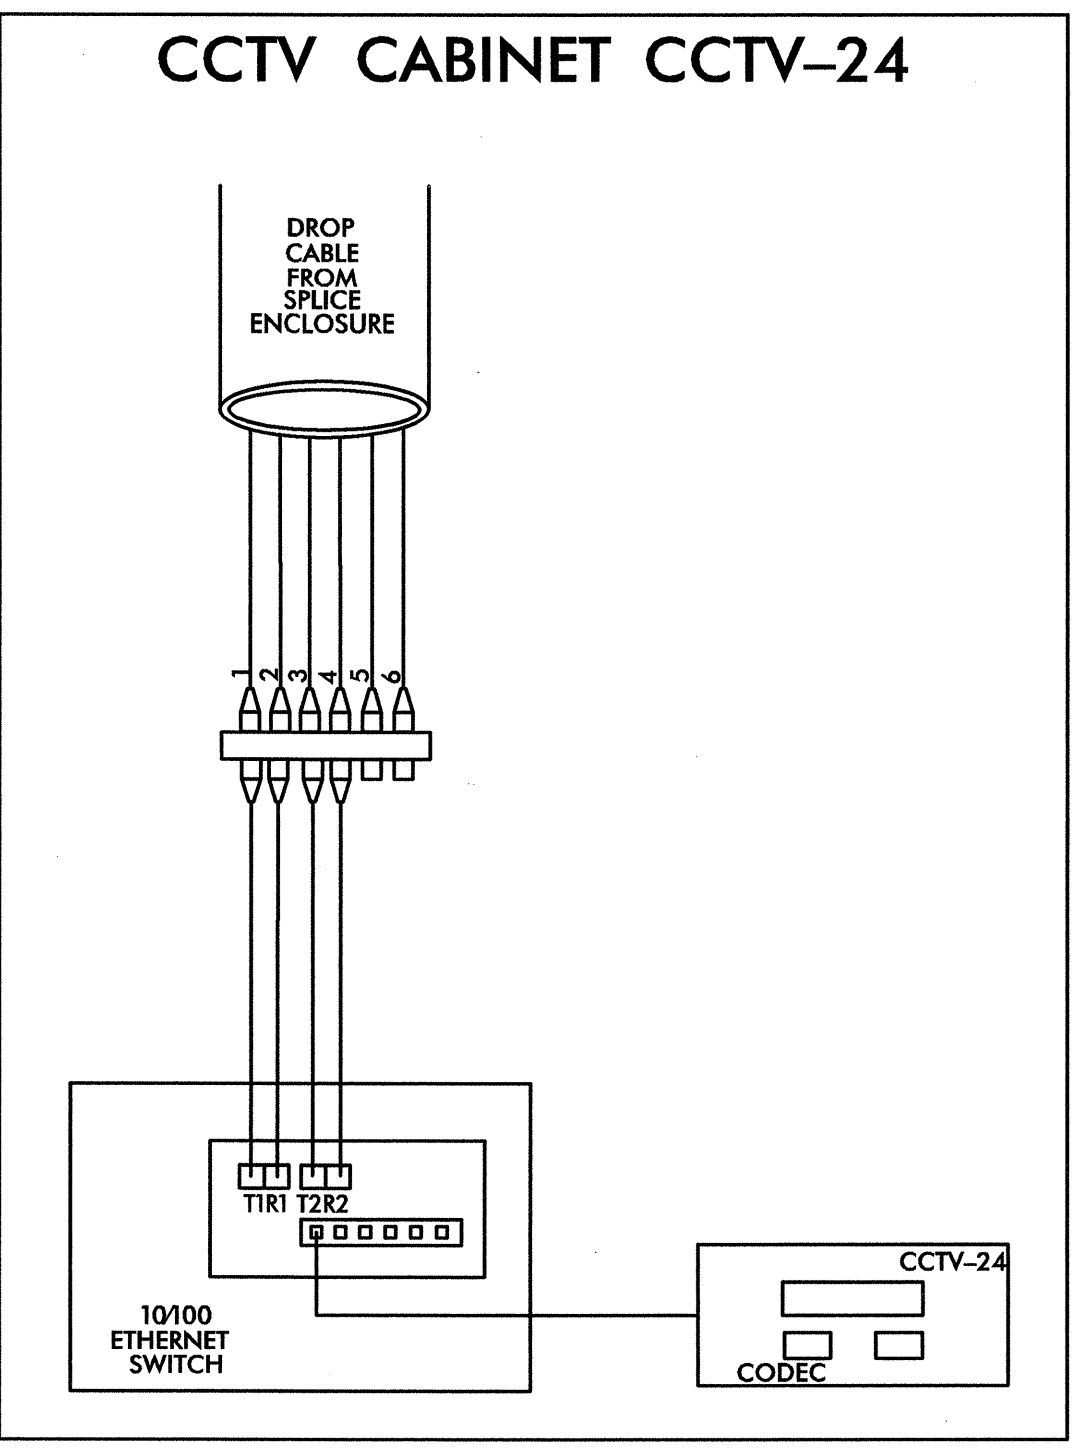 CCTV CABINET CCTV–24
DROP
CABLE
FROM
SPLICE
ENCLOSURE
1 2 3 4 5 6
T1R1 T2R2
10/100
ETHERNET
SWITCH
CCTV–24
CODEC